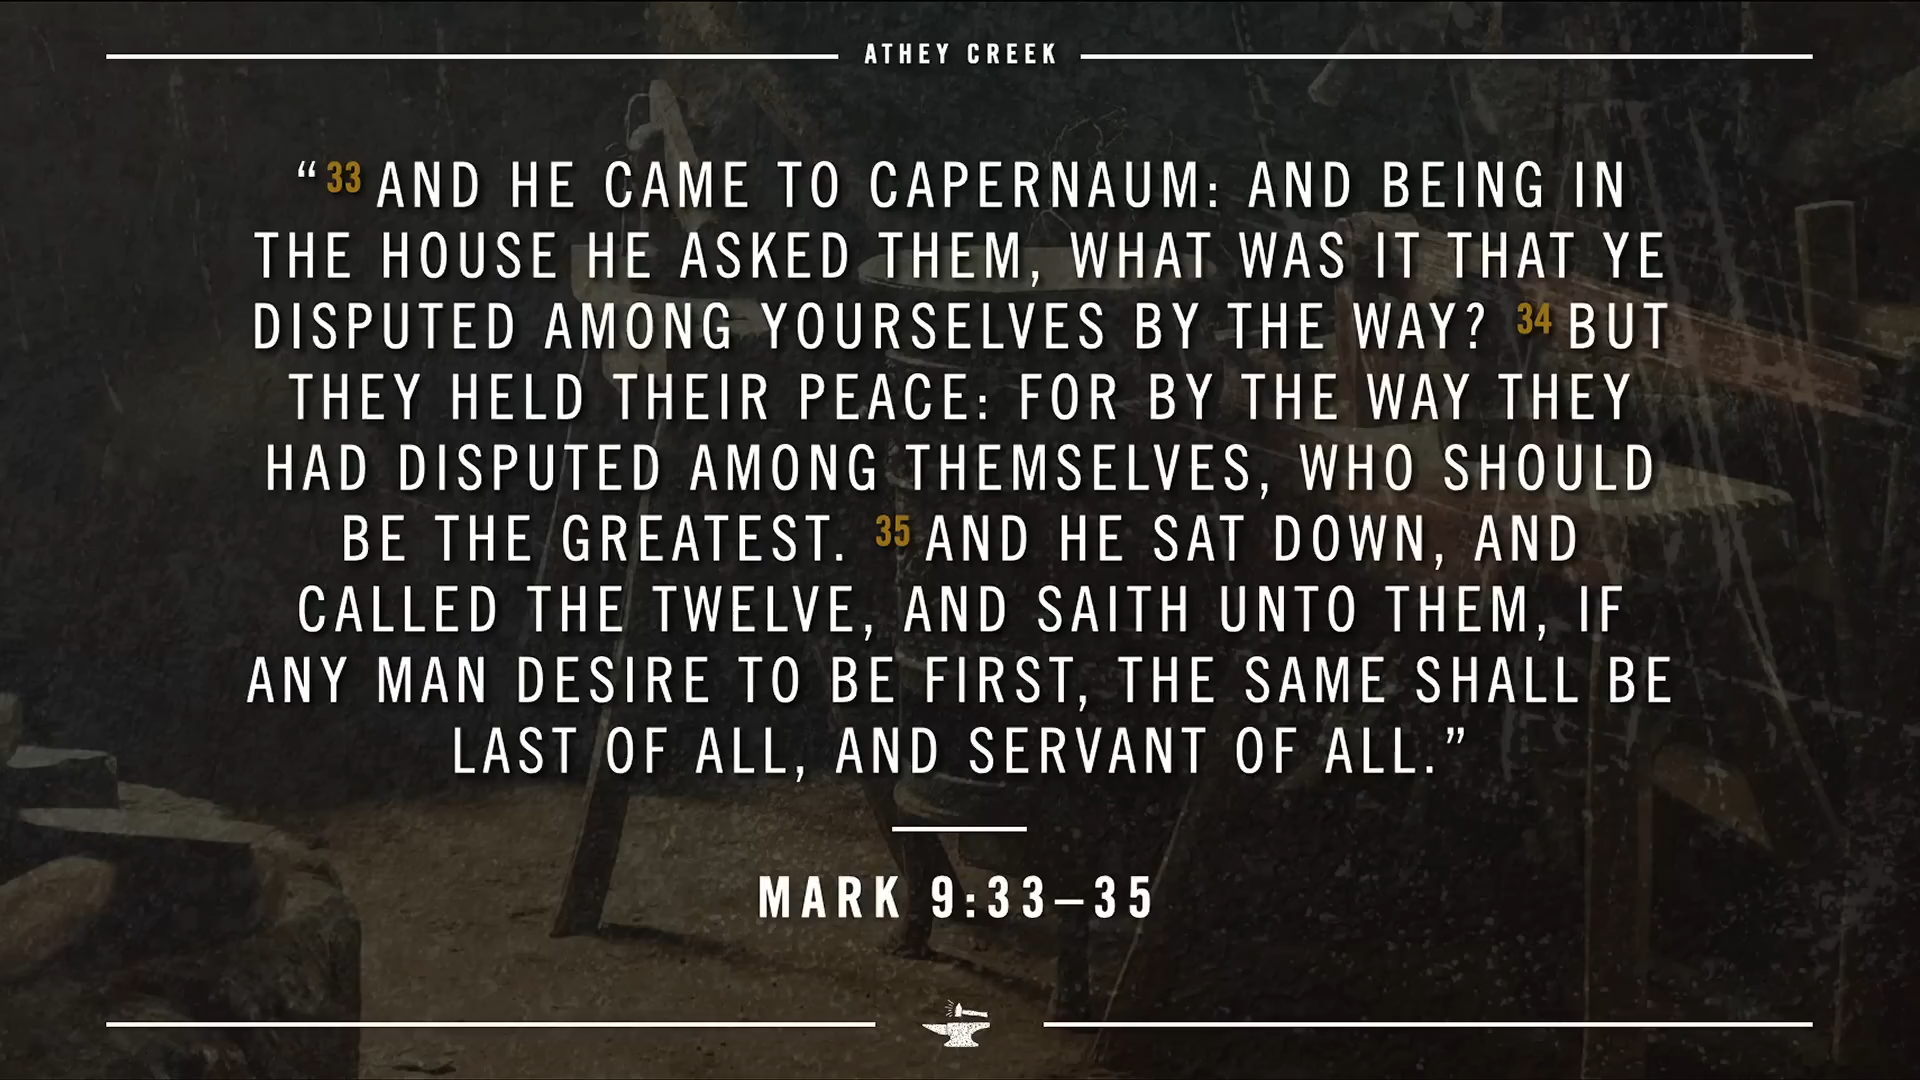 ATHEY CREEK
“33 AND HE CAME TO CAPERNAUM: AND BEING IN
THE HOUSE HE ASKED THEM, WHAT WAS IT THAT YE
DISPUTED AMONG YOURSELVES BY THE WAY? 34 BUT
THEY HELD THEIR PEACE: FOR BY THE WAY THEY
HAD DISPUTED AMONG THEMSELVES, WHO SHOULD
BE THE GREATEST. 35 AND HE SAT DOWN, AND
CALLED THE TWELVE, AND SAITH UNTO THEM, IF
ANY MAN DESIRE TO BE FIRST, THE SAME SHALL BE
LAST OF ALL, AND SERVANT OF ALL.”
MARK 9:33–35